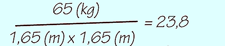 65 (kg)
1,65 (m) x 1,65 (m) = 23,8